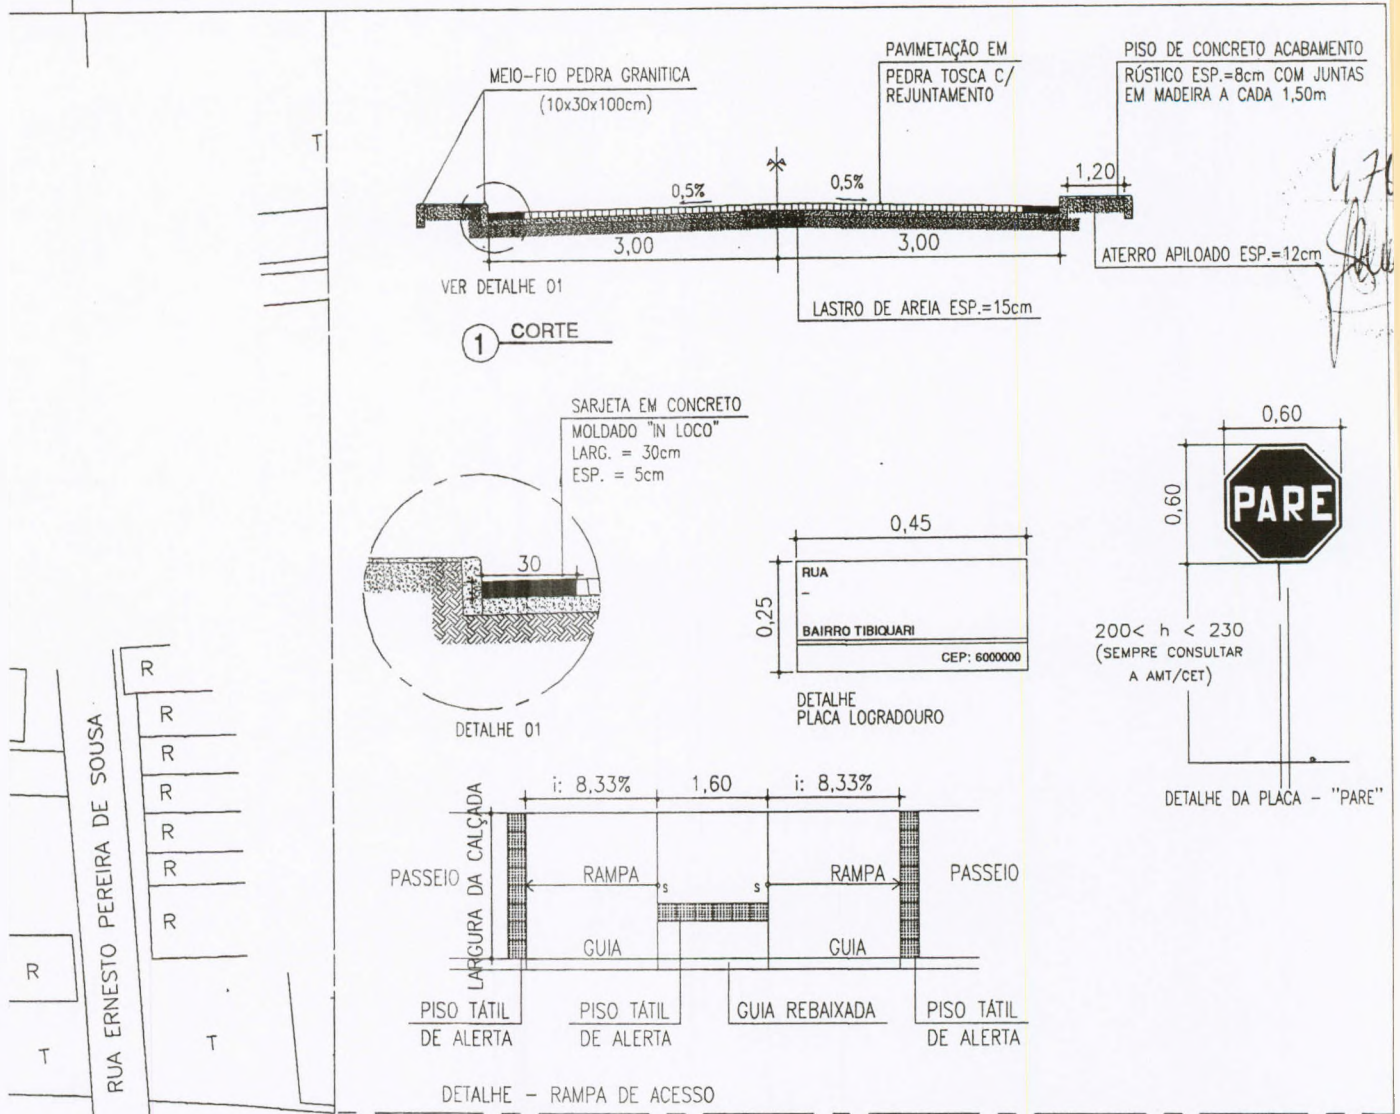 MEIO-FIO PEDRA GRANITICA
(10x30x100cm)
PAVIMETAÇÃO EM
PEDRA TOSCA C/
REJUNTAMENTO
PISO DE CONCRETO ACABAMENTO
RÚSTICO ESP.=8cm COM JUNTAS
EM MADEIRA A CADA 1,50m
T
0,5%
0,5%
1,20
3,00
3,00
ATERRO APILOADO ESP.=12cm
VER DETALHE 01
LASTRO DE AREIA ESP.=15cm
1 CORTE
SARJETA EM CONCRETO
MOLDADO "IN LOCO"
LARG. = 30cm
ESP. = 5cm
30
DETALHE 01
0,45
0,25
RUA
-
BAIRRO TIBIQUARI
CEP: 6000000
DETALHE
PLACA LOGRADOURO
0,60
0,60
PARE
200< h < 230
(SEMPRE CONSULTAR
A AMT/CET)
DETALHE DA PLACA - "PARE"
RUA ERNESTO PEREIRA DE SOUSA
R
R
R
R
R
R
R
R
T
T
i: 8,33%
1,60
i: 8,33%
LARGURA DA CALÇADA
PASSEIO
RAMPA
s
s
RAMPA
PASSEIO
GUIA
GUIA
PISO TÁTIL
DE ALERTA
PISO TÁTIL
DE ALERTA
GUIA REBAIXADA
PISO TÁTIL
DE ALERTA
DETALHE - RAMPA DE ACESSO